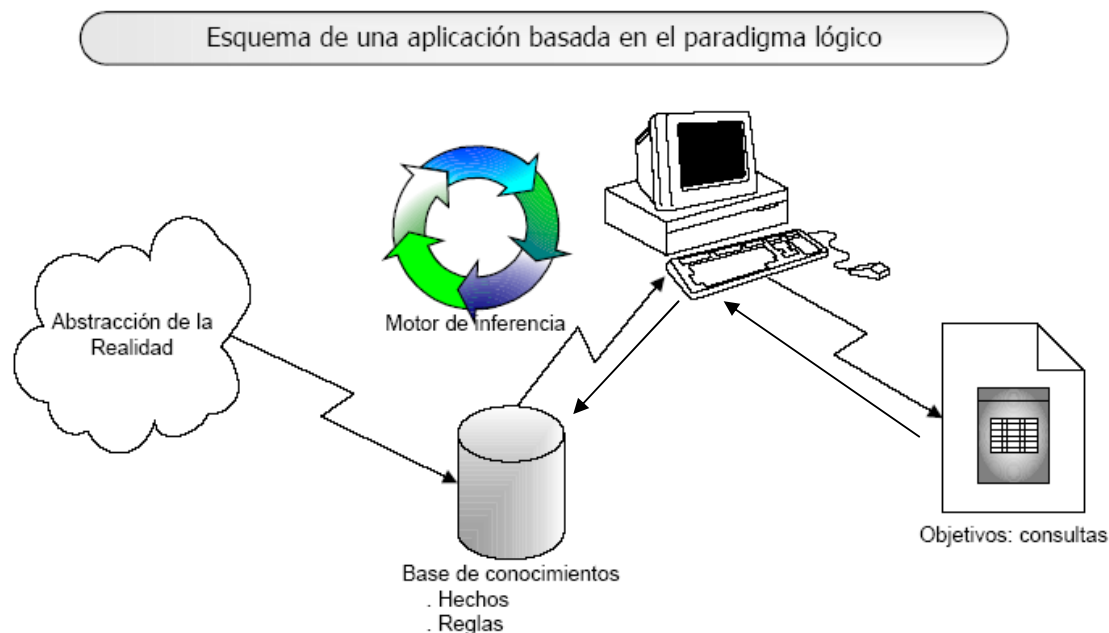 Esquema de una aplicación basada en el paradigma lógico
Abstracción de la
Realidad
Motor de inferencia
Base de conocimientos
. Hechos
. Reglas
Objetivos: consultas